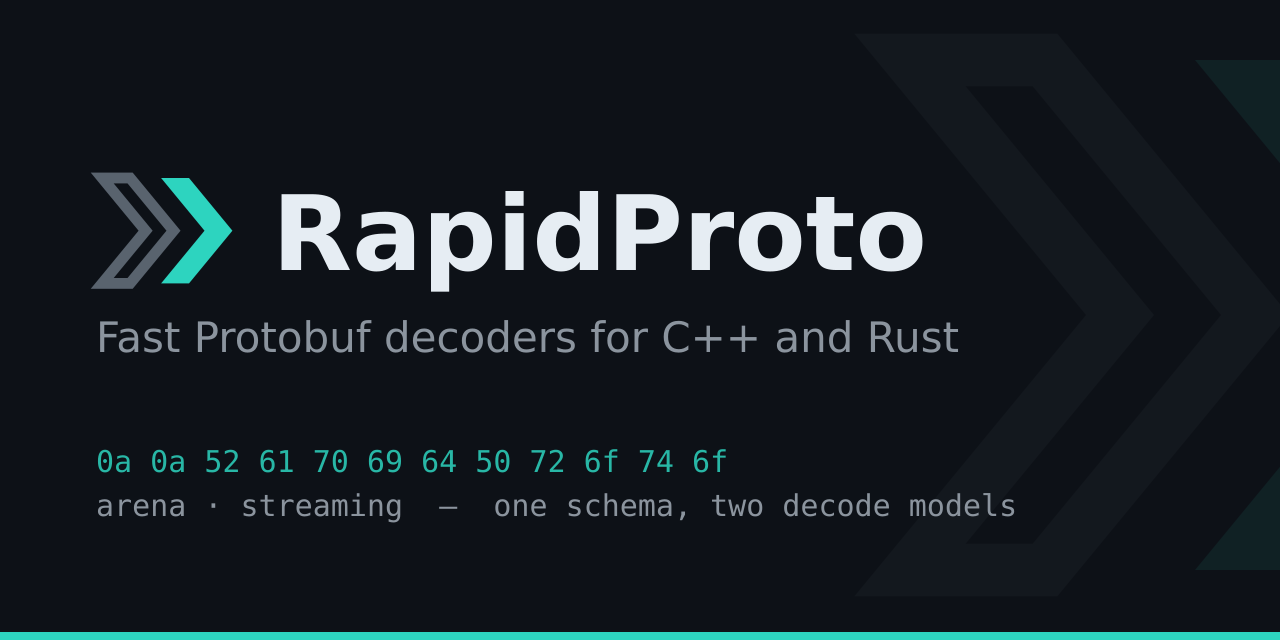 RapidProto
Fast Protobuf decoders for C++ and Rust
0a 0a 52 61 70 69 64 50 72 6f 74 6f
arena · streaming — one schema, two decode models